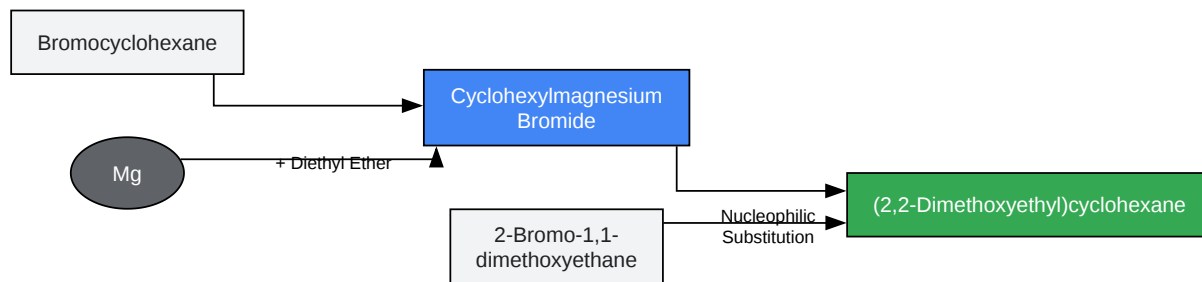 Bromocyclohexane
Cyclohexylmagnesium
Bromide
Mg
+ Diethyl Ether
(2,2-Dimethoxyethyl)cyclohexane
2-Bromo-1,1-
dimethoxyethane
Nucleophilic
Substitution